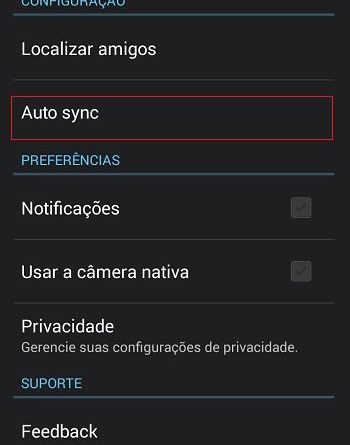 CONFIGURAÇÃO
Localizar amigos
Auto sync
PREFERÊNCIAS
Notificações
Usar a câmera nativa
Privacidade
Gerencie suas configurações de privacidade.
SUPORTE
Feedback